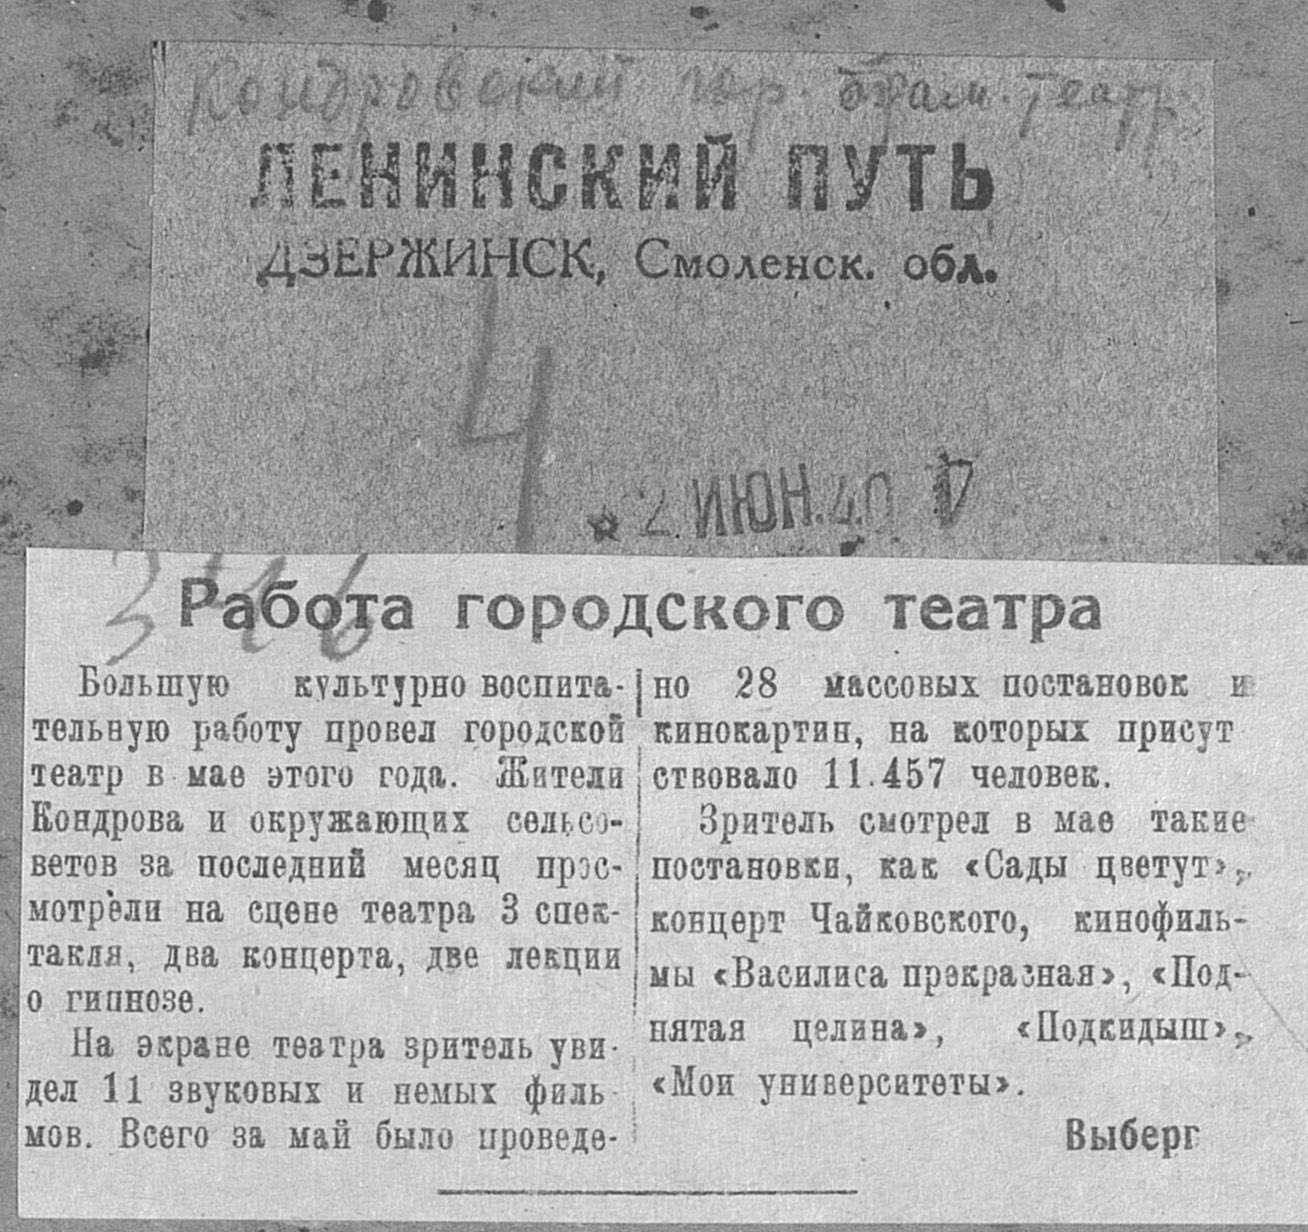 Кондровский гор. драм. театр
ЛЕНИНСКИЙ ПУТЬ
ДЗЕРЖИНСК, Смоленск. обл.
4
2 ИЮН. 40
Работа городского театра
Большую культурно воспита-
тельную работу провел городской
театр в мае этого года. Жители
Кондрова и окружающих сельсо-
ветов за последний месяц прос-
мотрели на сцене театра 3 спек-
такля, два концерта, две лекции
о гипнозе.
На экране театра зритель уви-
дел 11 звуковых и немых филь-
мов. Всего за май было проведе-
но 28 массовых постановок и
кинокартин, на которых присут
ствовало 11.457 человек.
Зритель смотрел в мае такие
постановки, как «Сады цветут»,
концерт Чайковского, кинофиль-
мы «Василиса прекрасная», «Под-
нятая целина», «Подкидыш»,
«Мои университеты».
Выберг